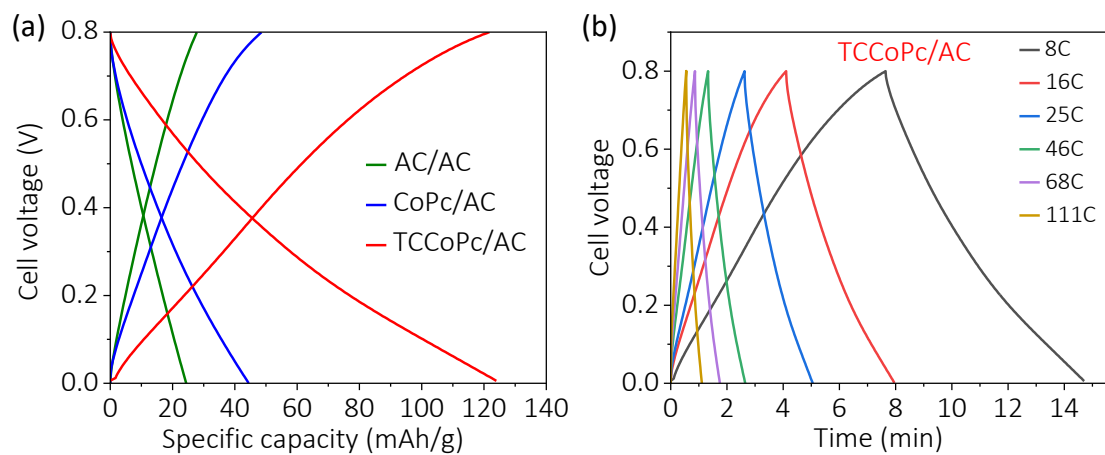 (a)
0.8
0.6
0.4
0.2
0.0
Cell voltage (V)
AC/AC
CoPc/AC
TCCoPc/AC
0 20 40 60 80 100 120 140
Specific capacity (mAh/g)
(b)
TCCoPc/AC
0.8
0.6
0.4
0.2
0.0
Cell voltage
8C
16C
25C
46C
68C
111C
0 2 4 6 8 10 12 14
Time (min)